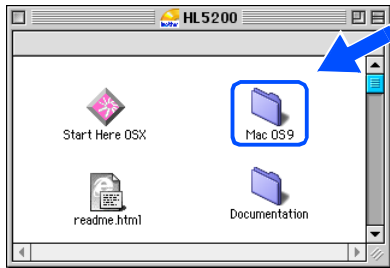 HL5200
Start Here OSX
Mac OS9
readme.html
Documentation